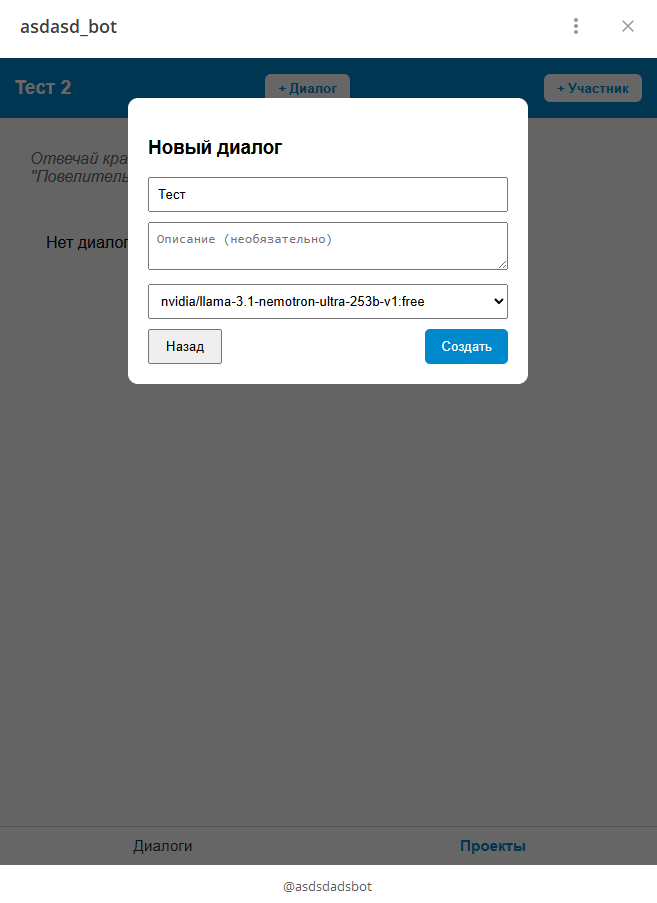 asdasd_bot
Тест 2
+ Диалог
+ Участник
Отвечай кра
"Повелитель
Нет диалог
Новый диалог
Тест
Описание (необязательно)
nvidia/llama-3.1-nemotron-ultra-253b-v1:free
Назад
Создать
Диалоги
Проекты
@asdsdadsbot